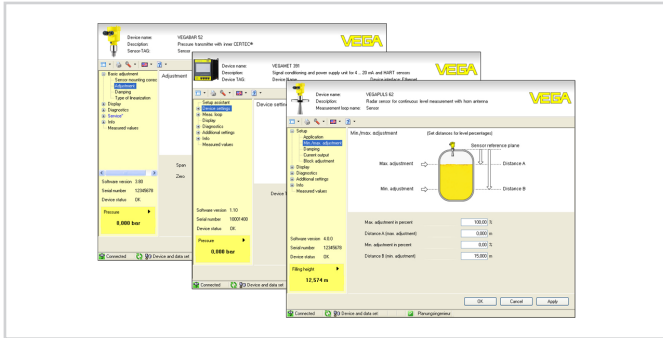 Device name: VEGABAR 52
Description: Pressure transmitter with inner CERTEC®
Sensor TAG: Sensor
VEGA
Basic adjustment
Sensor mounting correc
Adjustment
Damping
Type of linearization
Display
Diagnostics
Service
Info
Measured values
Adjustment
Span
Zero
Software version 3.80
Serial number 12345678
Device status OK
Pressure
0,000 bar
Connected Device and data set
Device name: VEGAMET 391
Description: Signal conditioning and power supply unit for 4 .. 20 mA and HART sensors
Device TAG: Device Name Device interface: Ethernet
VEGA
Setup assistant
Device settings
Meas. loop
Display
Diagnostics
Additional settings
Info
Measured values
Device settin
Device
Software version 1.10
Serial number 10001400
Device status OK
Pressure
0,000 bar
Connected Device and data set
Device name: VEGAPULS 62
Description: Radar sensor for continuous level measurement with horn antenna
Measurement loop name: Sensor
VEGA
Setup
Application
Min./max. adjustment
Damping
Current output
Block adjustment
Display
Diagnostics
Additional settings
Info
Measured values
Min./max. adjustment (Set distances for level percentages)
Sensor reference plane
Max. adjustment Distance A
Min. adjustment Distance B
Max. adjustment in percent 100,00 %
Distance A (max. adjustment) 0,000 m
Min. adjustment in percent 0,00 %
Distance B (min. adjustment) 15,000 m
Software version 4.0.0
Serial number 12345678
Device status OK
Filling height
12,574 m
OK Cancel Apply
Connected Device and data set Planungsingenieur